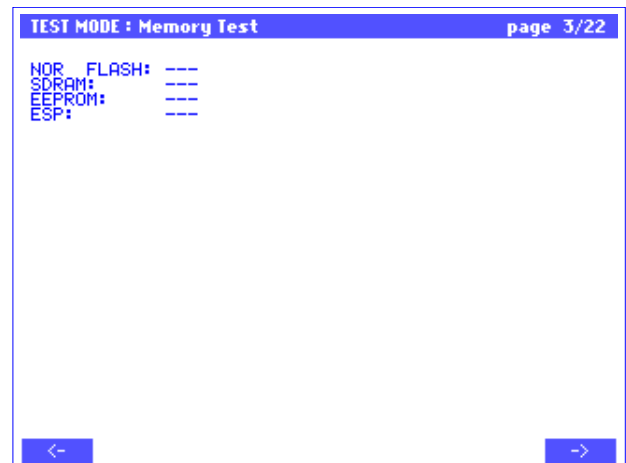 TEST MODE : Memory Test page 3/22
NOR FLASH: ---
SDRAM: ---
EEPROM: ---
ESP: ---
<- ->